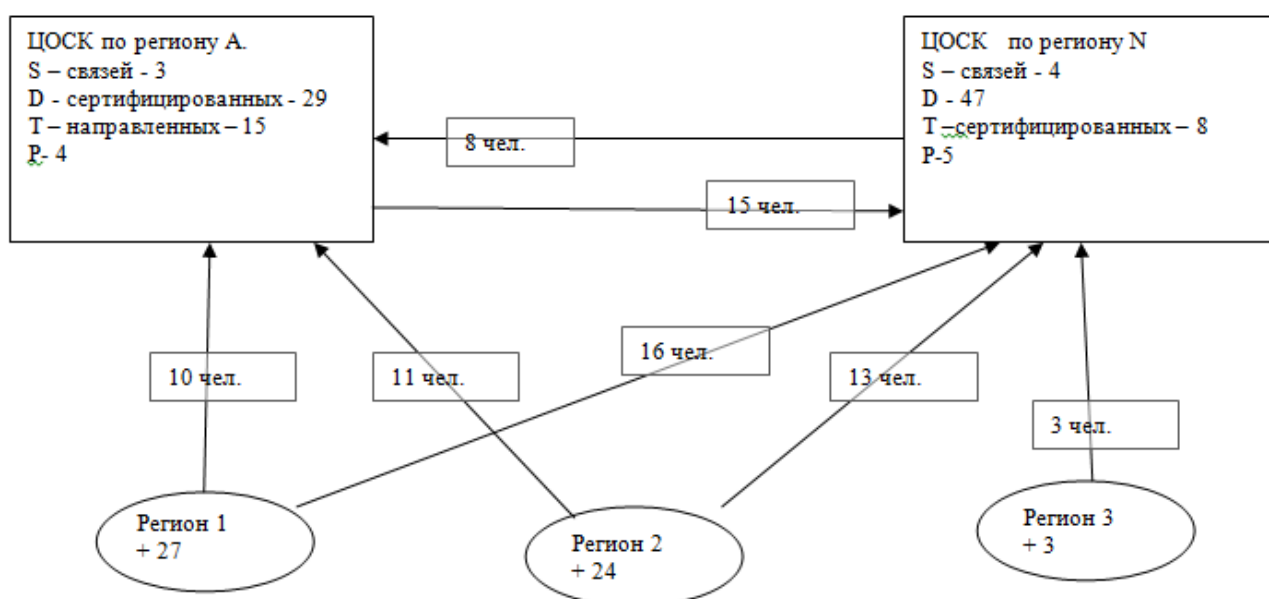 ЦОСК по региону А.
S – связей - 3
D - сертифицированных - 29
Т – направленных – 15
Р- 4
ЦОСК по региону N
S – связей - 4
D - 47
Т –сертифицированных – 8
Р-5
8 чел.
15 чел.
16 чел.
10 чел.
11 чел.
13 чел.
3 чел.
Регион 1
+ 27
Регион 2
+ 24
Регион 3
+ 3